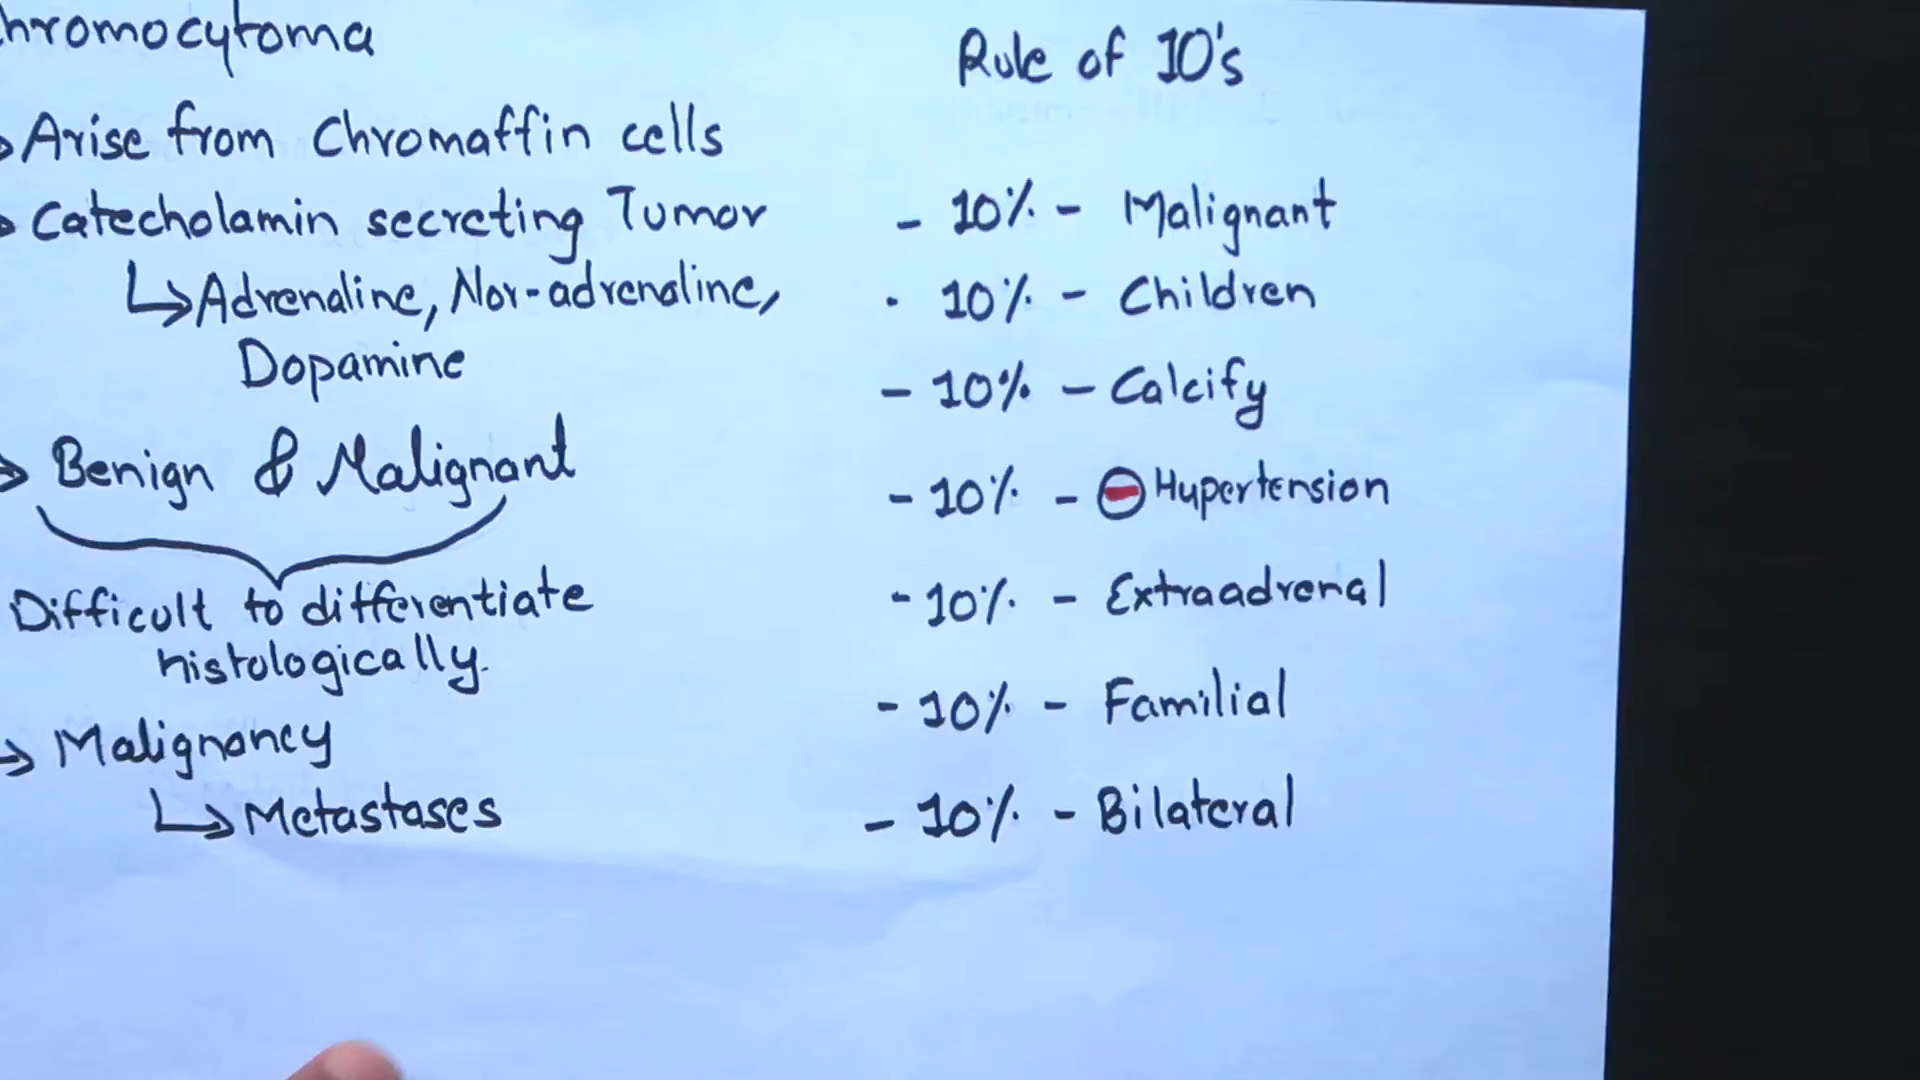 hromocytoma
Arise from Chromaffin cells
Catecholamin secreting Tumor
↳ Adrenaline, Nor-adrenaline,
Dopamine
→ Benign & Malignant
Difficult to differentiate
histologically.
→ Malignancy
↳ Metastases
Rule of 10's
- 10% - Malignant
· 10% - Children
- 10% - Calcify
- 10% - ⊖ Hypertension
- 10% - Extraadrenal
- 10% - Familial
- 10% - Bilateral